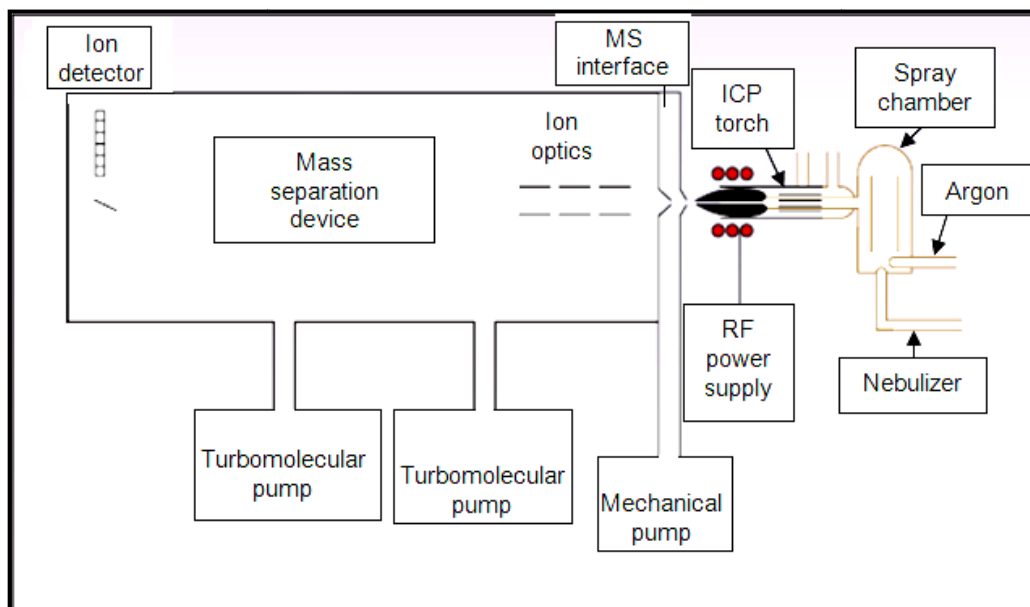 Ion
detector
MS
interface
ICP
torch
Spray
chamber
Ion
optics
Mass
separation
device
Argon
RF
power
supply
Nebulizer
Turbomolecular
pump
Turbomolecular
pump
Mechanical
pump